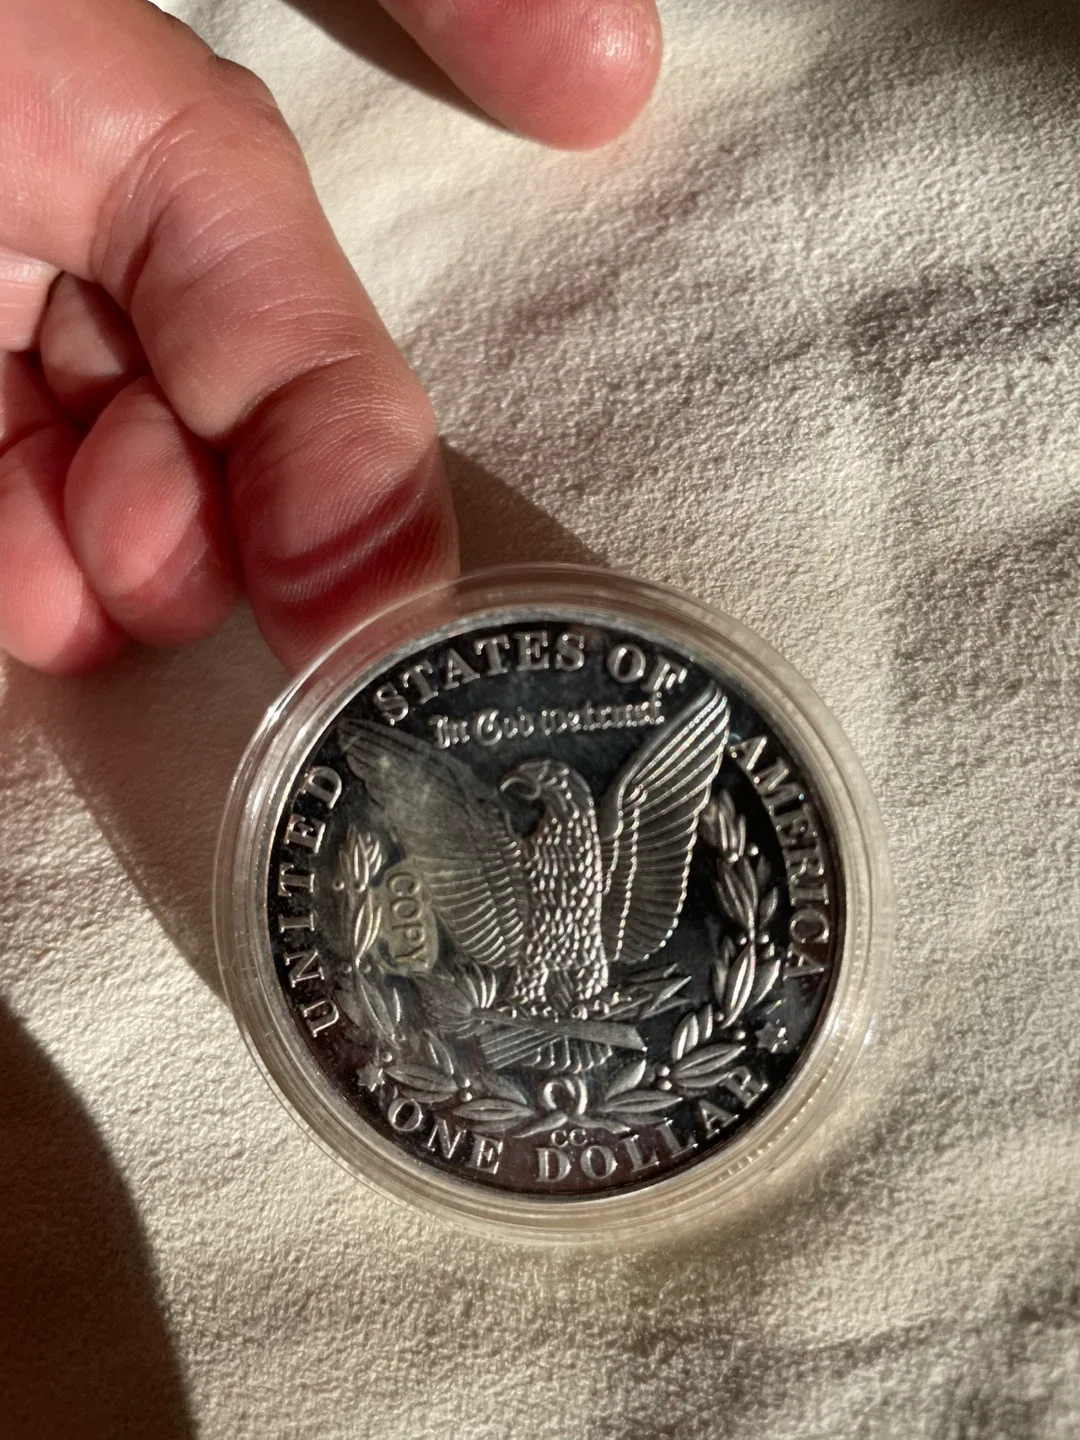 UNITED STATES OF AMERICA
In God we trust
COPY
CC
ONE DOLLAR